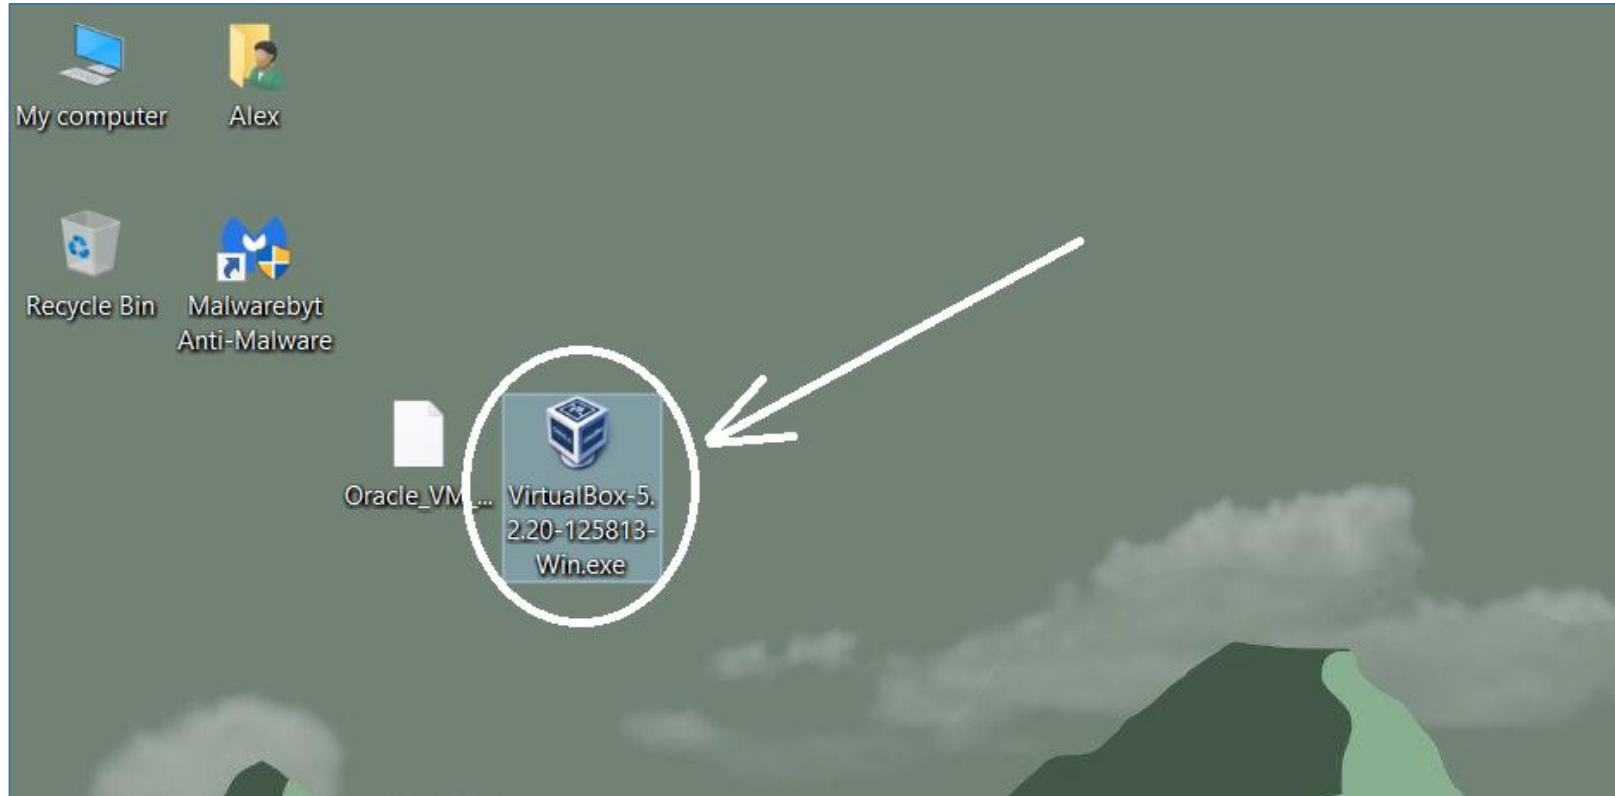 My computer
Alex
Recycle Bin
Malwarebyt
Anti-Malware
Oracle_VM_...
VirtualBox-5.
2.20-125813-
Win.exe